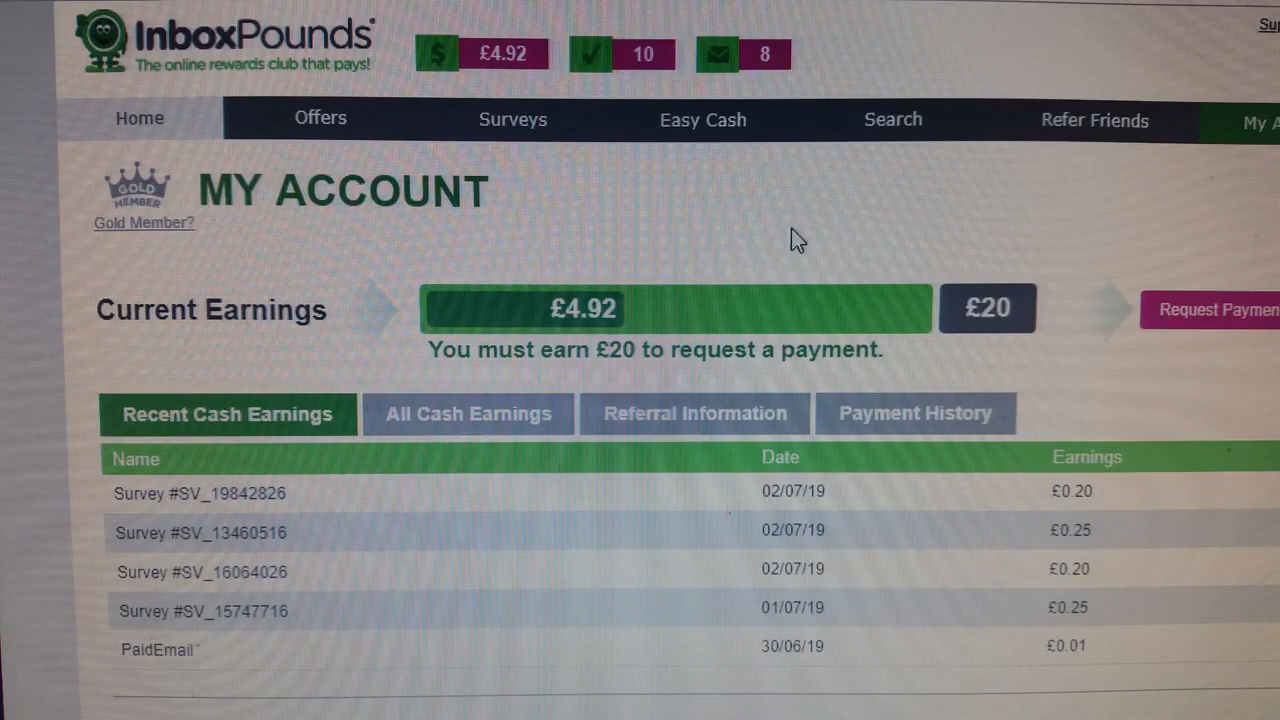 InboxPounds
The online rewards club that pays!
$ £4.92 10 8
Home Offers Surveys Easy Cash Search Refer Friends
GOLD
MEMBER
MY ACCOUNT
Gold Member?
Current Earnings £4.92 £20 Request
You must earn £20 to request a payment.
Recent Cash Earnings All Cash Earnings Referral Information Payment History
Name Date Earnings
Survey #SV_19842826 02/07/19 £0.20
Survey #SV_13460516 02/07/19 £0.25
Survey #SV_16064026 02/07/19 £0.20
Survey #SV_15747716 01/07/19 £0.25
PaidEmail 30/06/19 £0.01